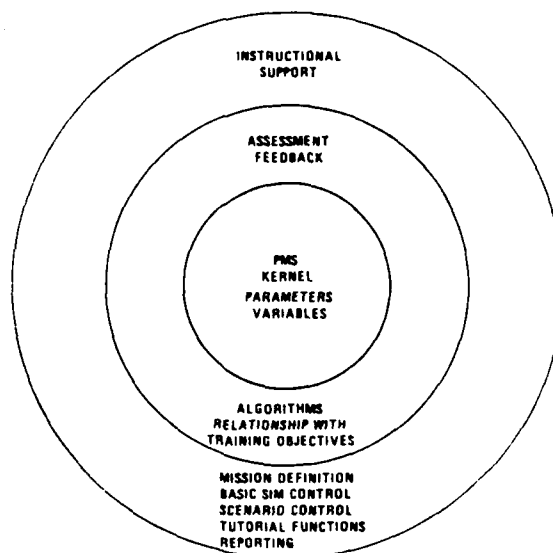 INSTRUCTIONAL
SUPPORT
ASSESSMENT
FEEDBACK
PMS
KERNEL
PARAMETERS
VARIABLES
ALGORITHMS
RELATIONSHIP WITH
TRAINING OBJECTIVES
MISSION DEFINITION
BASIC SIM CONTROL
SCENARIO CONTROL
TUTORIAL FUNCTIONS
REPORTING